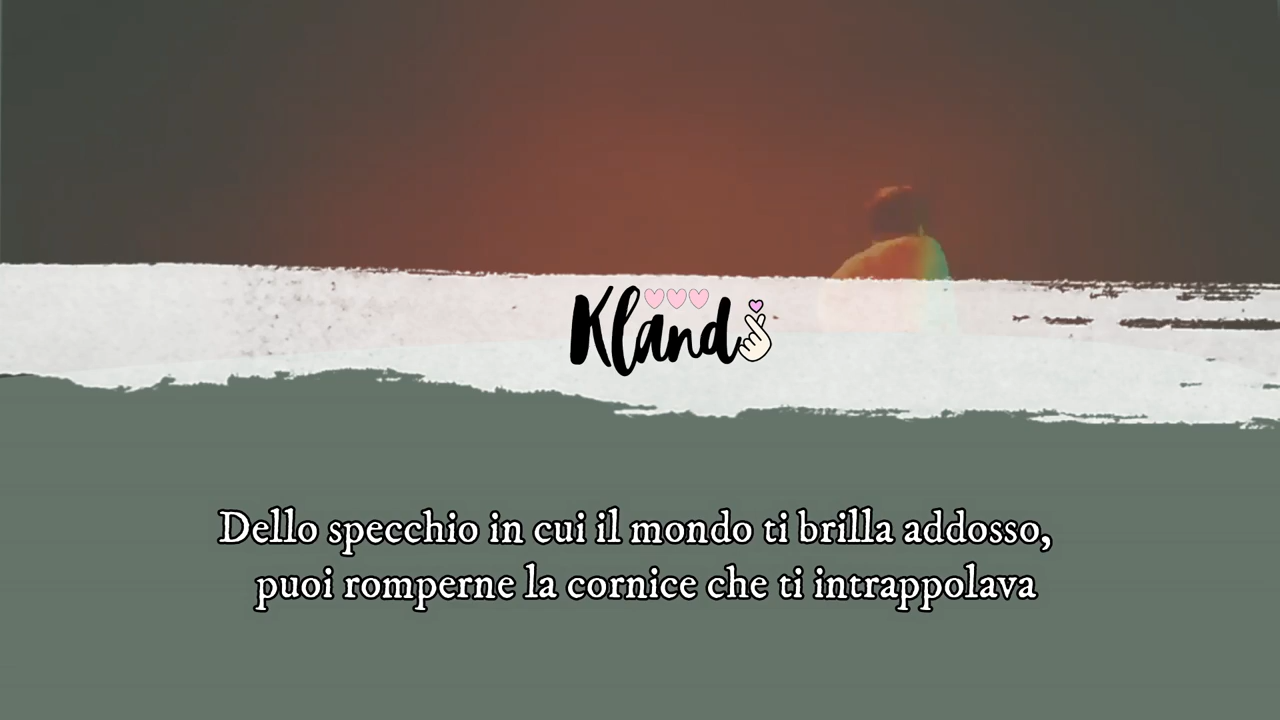 Kland
Dello specchio in cui il mondo ti brilla addosso,
puoi romperne la cornice che ti intrappolava